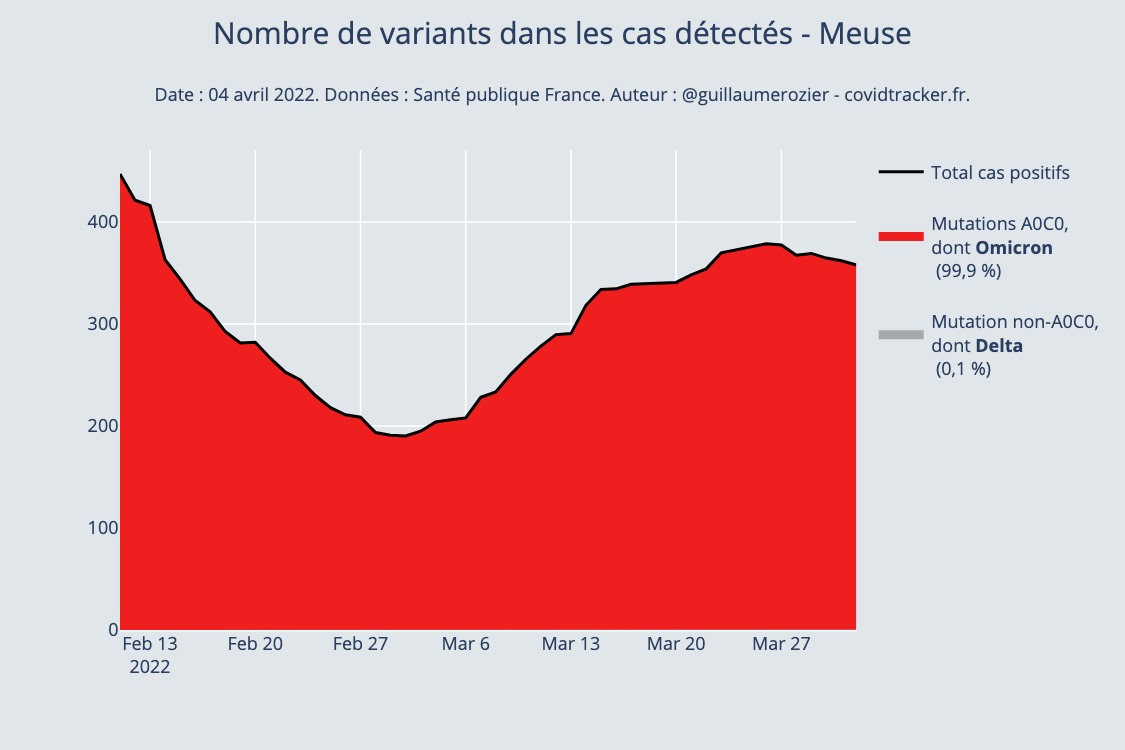 Nombre de variants dans les cas détectés - Meuse
Date : 04 avril 2022. Données : Santé publique France. Auteur : @guillaumerozier - covidtracker.fr.
Total cas positifs
Mutations A0C0,
dont Omicron
(99,9 %)
Mutation non-A0C0,
dont Delta
(0,1 %)
400
300
200
100
0
Feb 13 Feb 20 Feb 27 Mar 6 Mar 13 Mar 20 Mar 27
2022